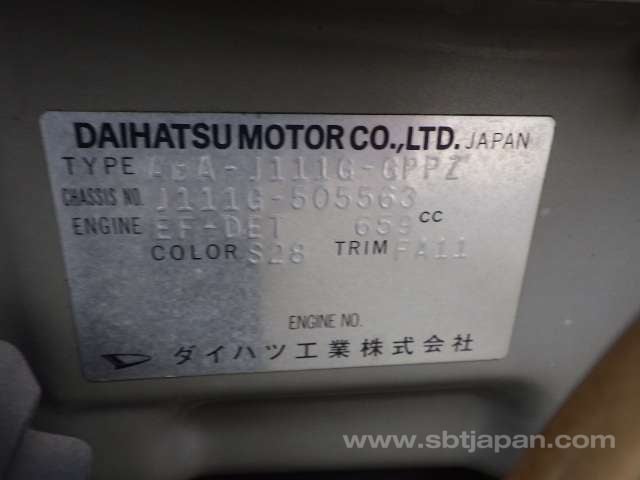 DAIHATSU MOTOR CO.,LTD. JAPAN
TYPE ABA-J111G-GPPZ
CHASSIS NO. J111G-505563
ENGINE EF-DET 659 CC
COLOR S28 TRIM FA11
ENGINE NO.
ダイハツ工業株式会社
www.sbtjapan.com